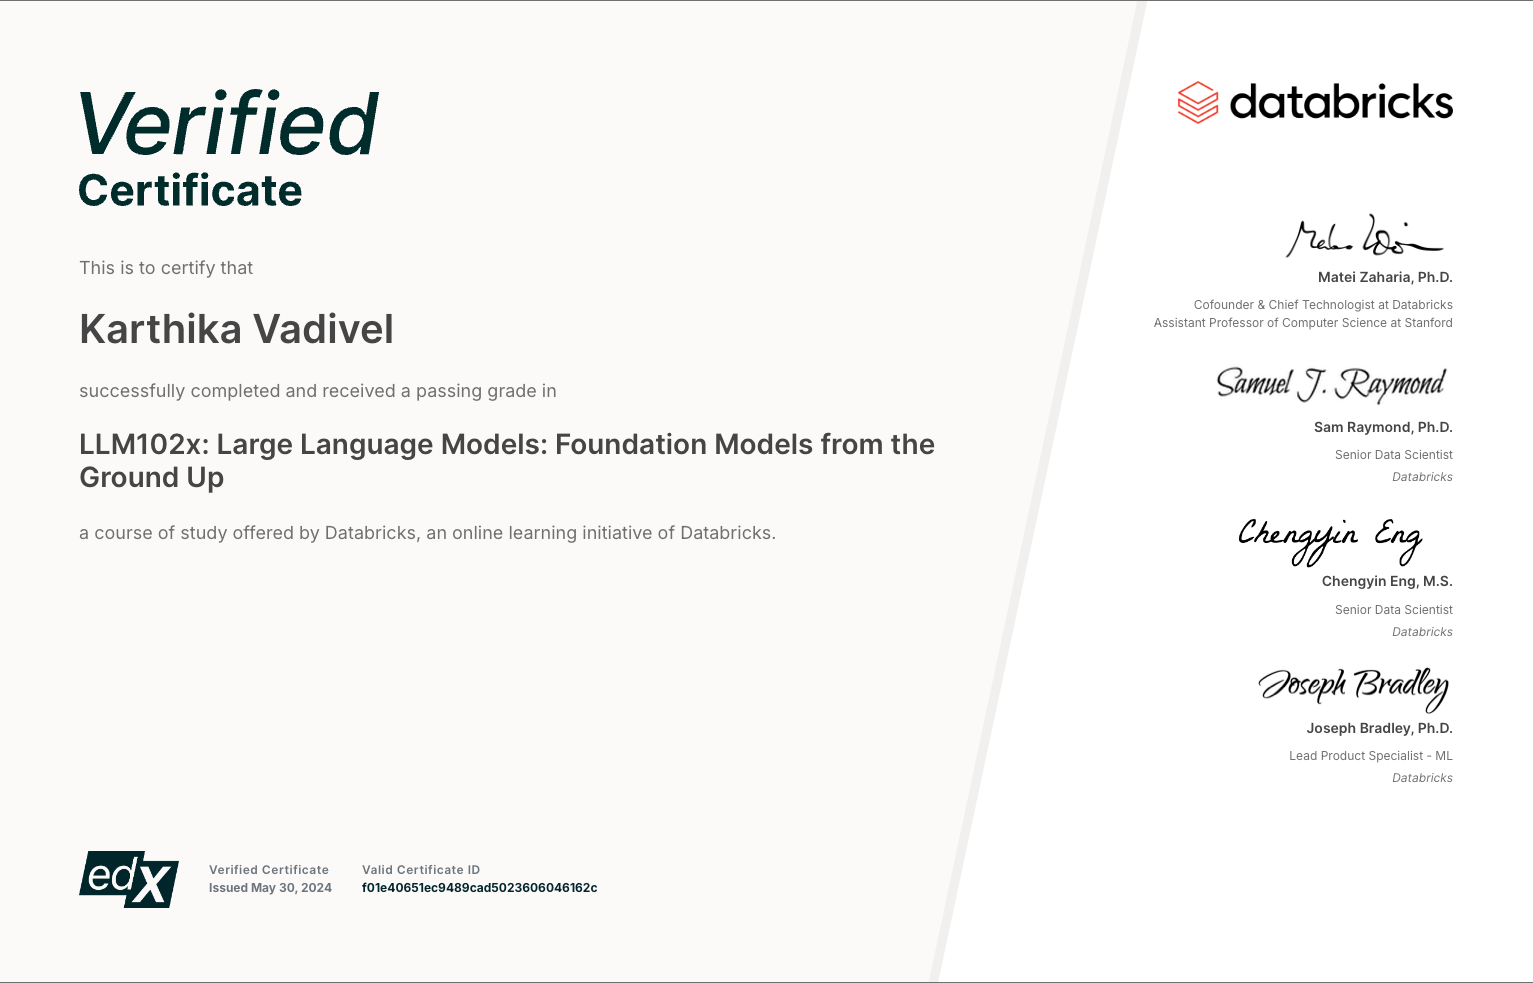 Verified
Certificate
This is to certify that
Karthika Vadivel
successfully completed and received a passing grade in
LLM102x: Large Language Models: Foundation Models from the
Ground Up
a course of study offered by Databricks, an online learning initiative of Databricks.
edX
Verified Certificate
Issued May 30, 2024
Valid Certificate ID
f01e40651ec9489cad5023606046162c
databricks
Matei Zaharia, Ph.D.
Cofounder & Chief Technologist at Databricks
Assistant Professor of Computer Science at Stanford
Samuel J. Raymond
Sam Raymond, Ph.D.
Senior Data Scientist
Databricks
Chengyin Eng
Chengyin Eng, M.S.
Senior Data Scientist
Databricks
Joseph Bradley
Joseph Bradley, Ph.D.
Lead Product Specialist - ML
Databricks